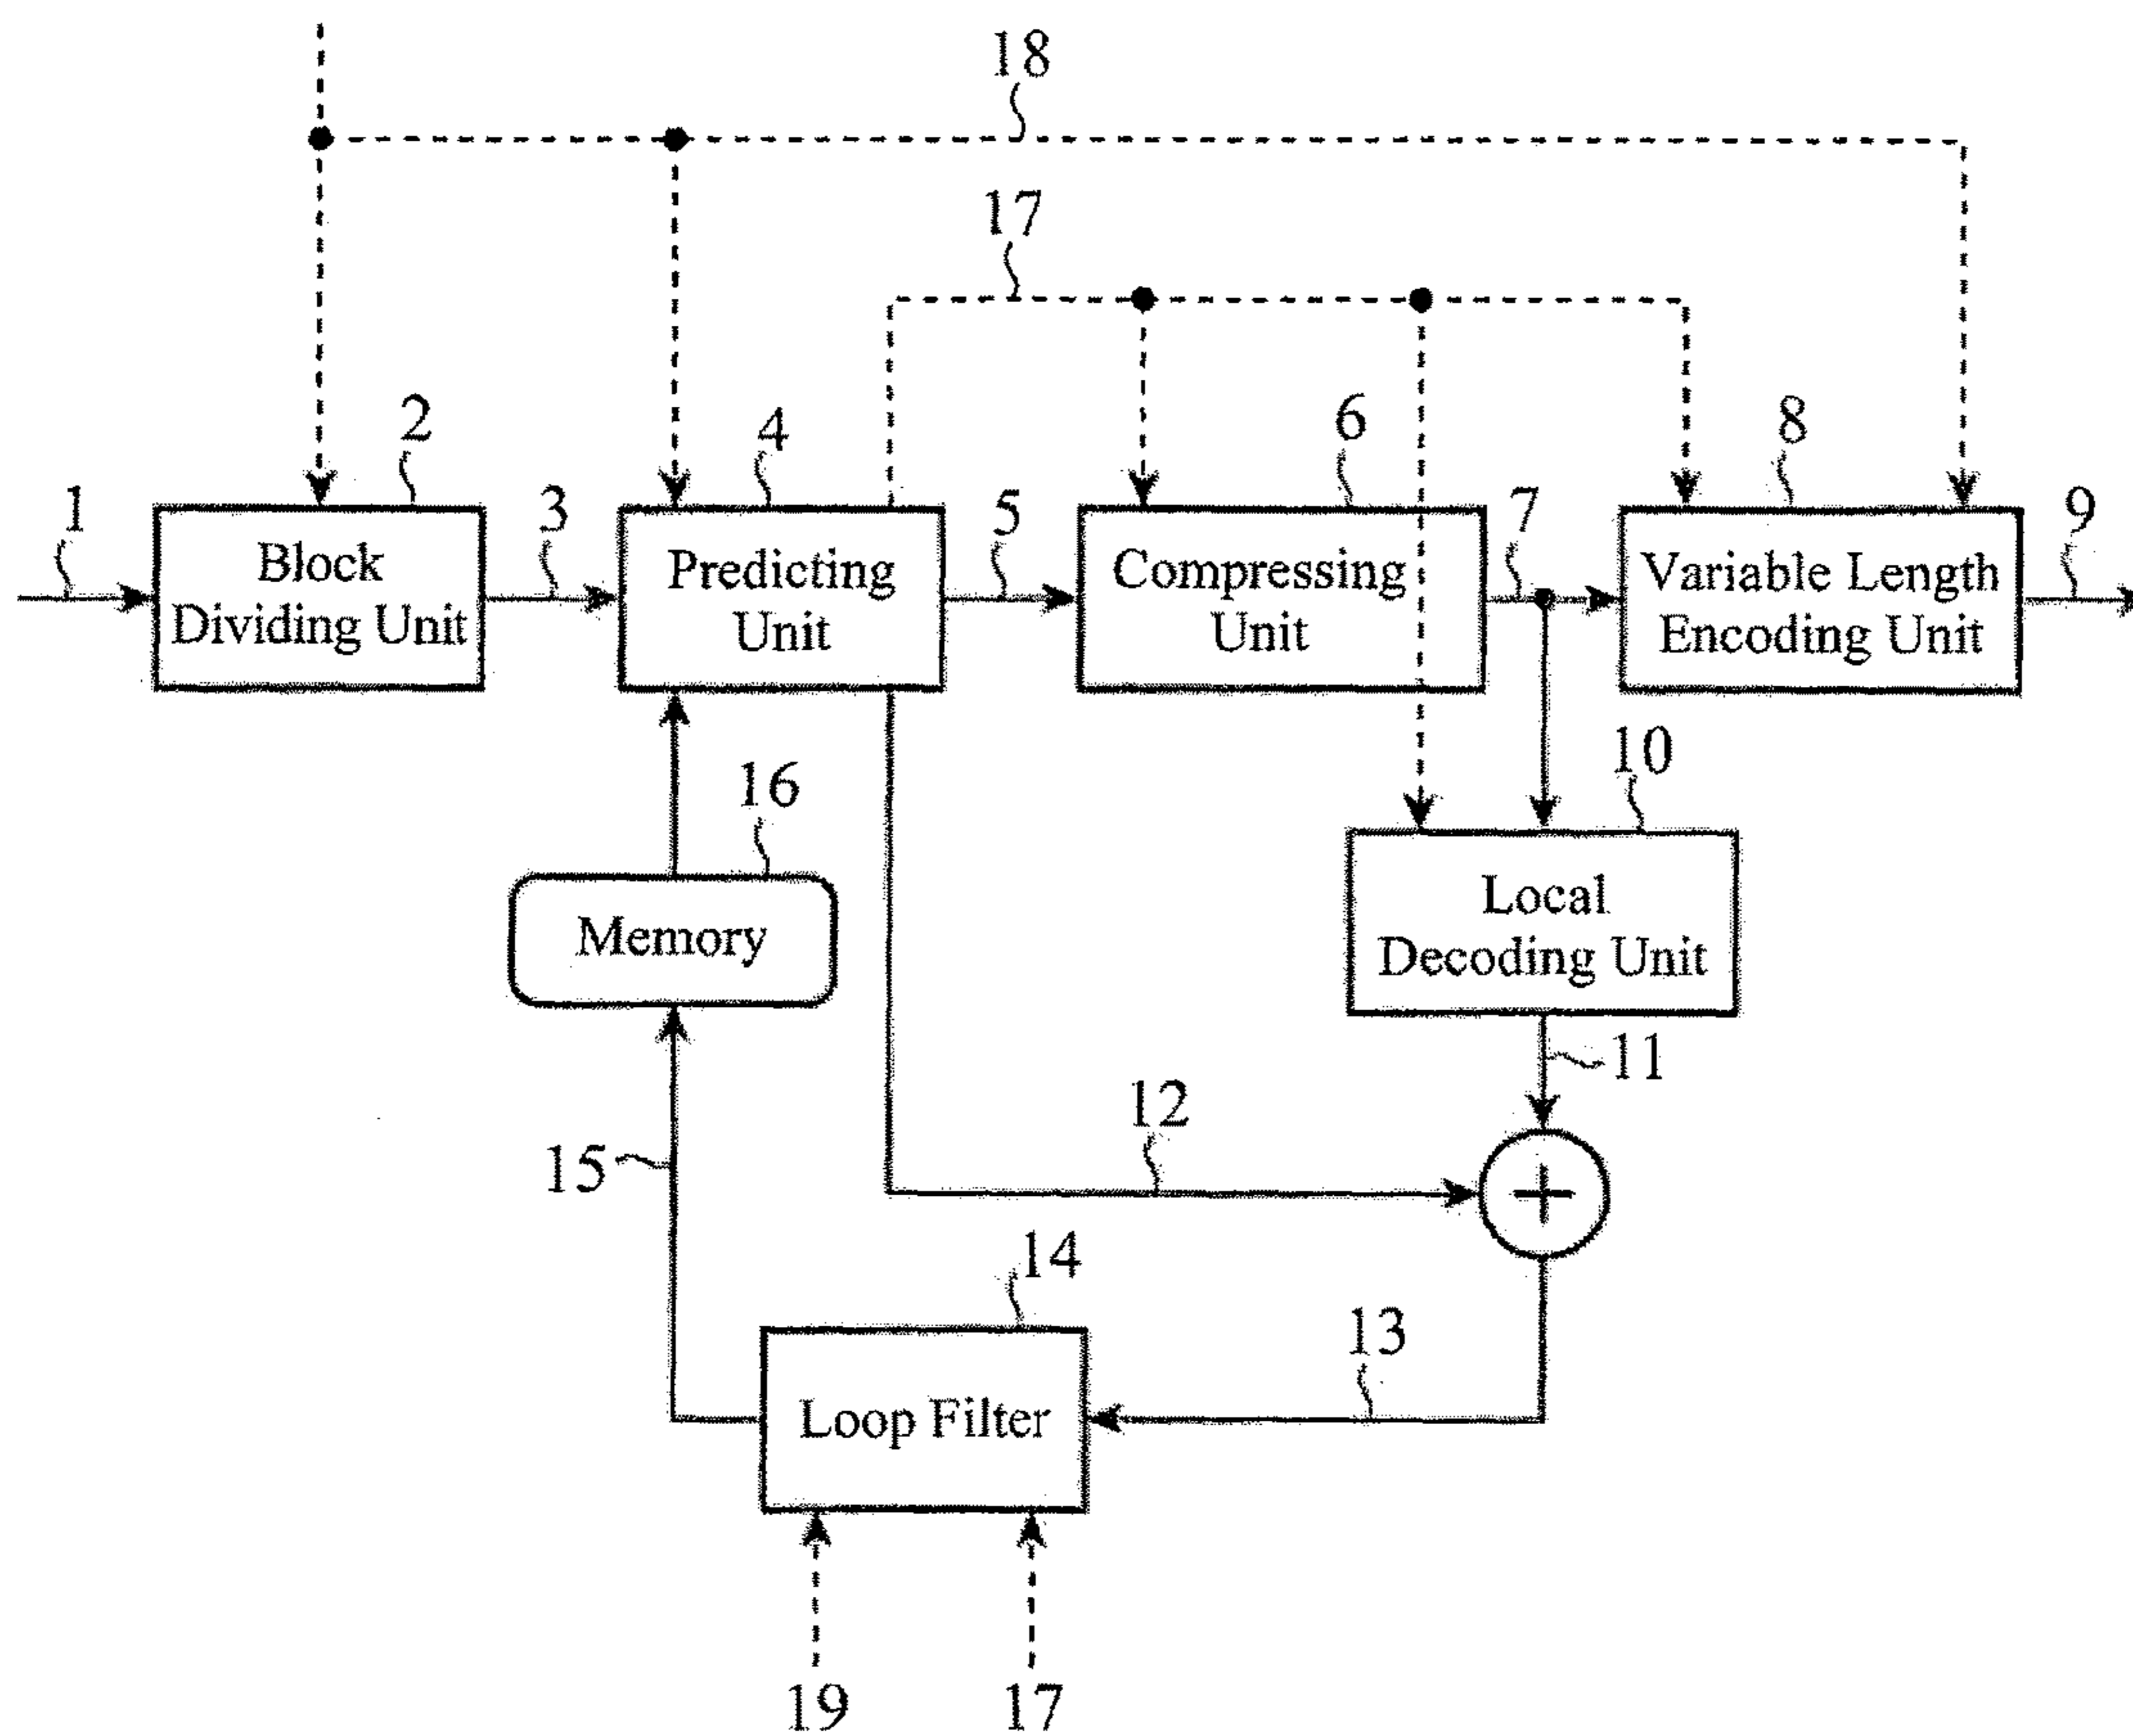 18
17
2
4
6
8
1
3
5
7
9
Block
Dividing Unit
Predicting
Unit
Compressing
Unit
Variable Length
Encoding Unit
10
16
Memory
Local
Decoding Unit
11
12
15
+
14
13
Loop Filter
19
17